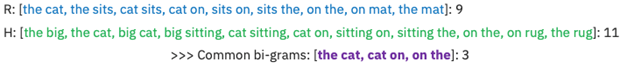 R: [the cat, the sits, cat sits, cat on, sits on, sits the, on the, on mat, the mat]: 9
H: [the big, the cat, big cat, big sitting, cat sitting, cat on, sitting on, sitting the, on the, on rug, the rug]: 11
>>> Common bi-grams: [the cat, cat on, on the]: 3